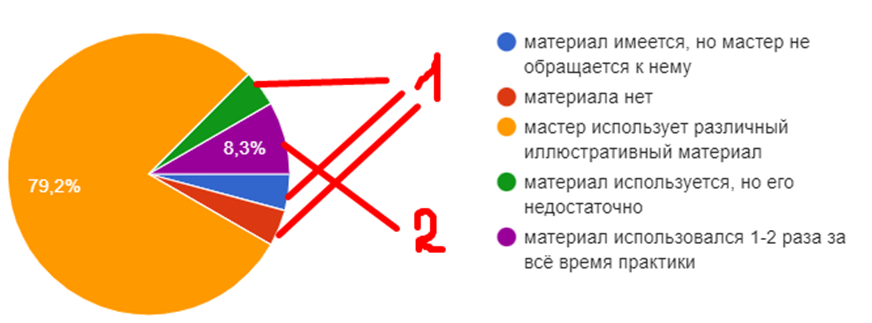 материал имеется, но мастер не
обращается к нему
материала нет
мастер использует различный
иллюстративный материал
материал используется, но его
недостаточно
материал использовался 1-2 раза за
всё время практики
79,2%
8,3%
1
2